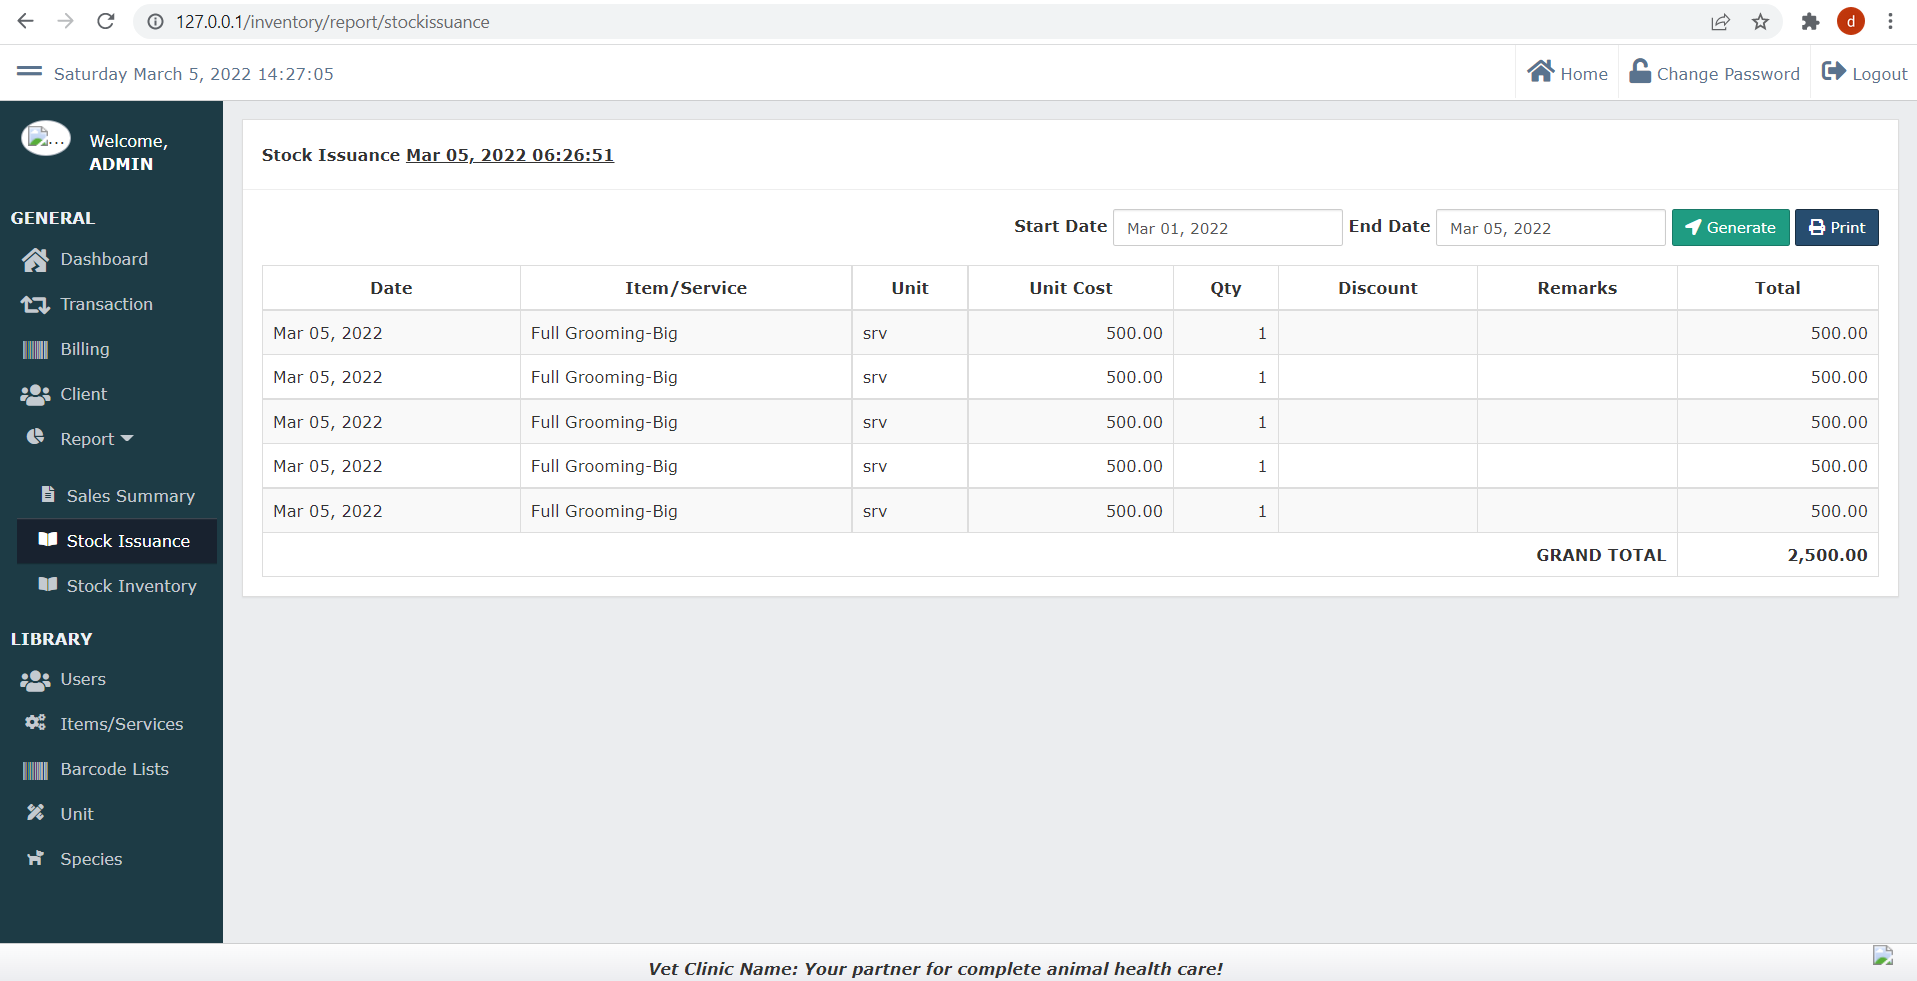 127.0.0.1/inventory/report/stockissuance
d
Saturday March 5, 2022 14:27:05
Home
Change Password
Logout
...
Welcome,
ADMIN
GENERAL
Dashboard
Transaction
Billing
Client
Report
Sales Summary
Stock Issuance
Stock Inventory
LIBRARY
Users
Items/Services
Barcode Lists
Unit
Species
Stock Issuance Mar 05, 2022 06:26:51
Start Date Mar 01, 2022 End Date Mar 05, 2022 Generate Print
Date Item/Service Unit Unit Cost Qty Discount Remarks Total
Mar 05, 2022 Full Grooming-Big srv 500.00 1 500.00
Mar 05, 2022 Full Grooming-Big srv 500.00 1 500.00
Mar 05, 2022 Full Grooming-Big srv 500.00 1 500.00
Mar 05, 2022 Full Grooming-Big srv 500.00 1 500.00
Mar 05, 2022 Full Grooming-Big srv 500.00 1 500.00
GRAND TOTAL 2,500.00
Vet Clinic Name: Your partner for complete animal health care!